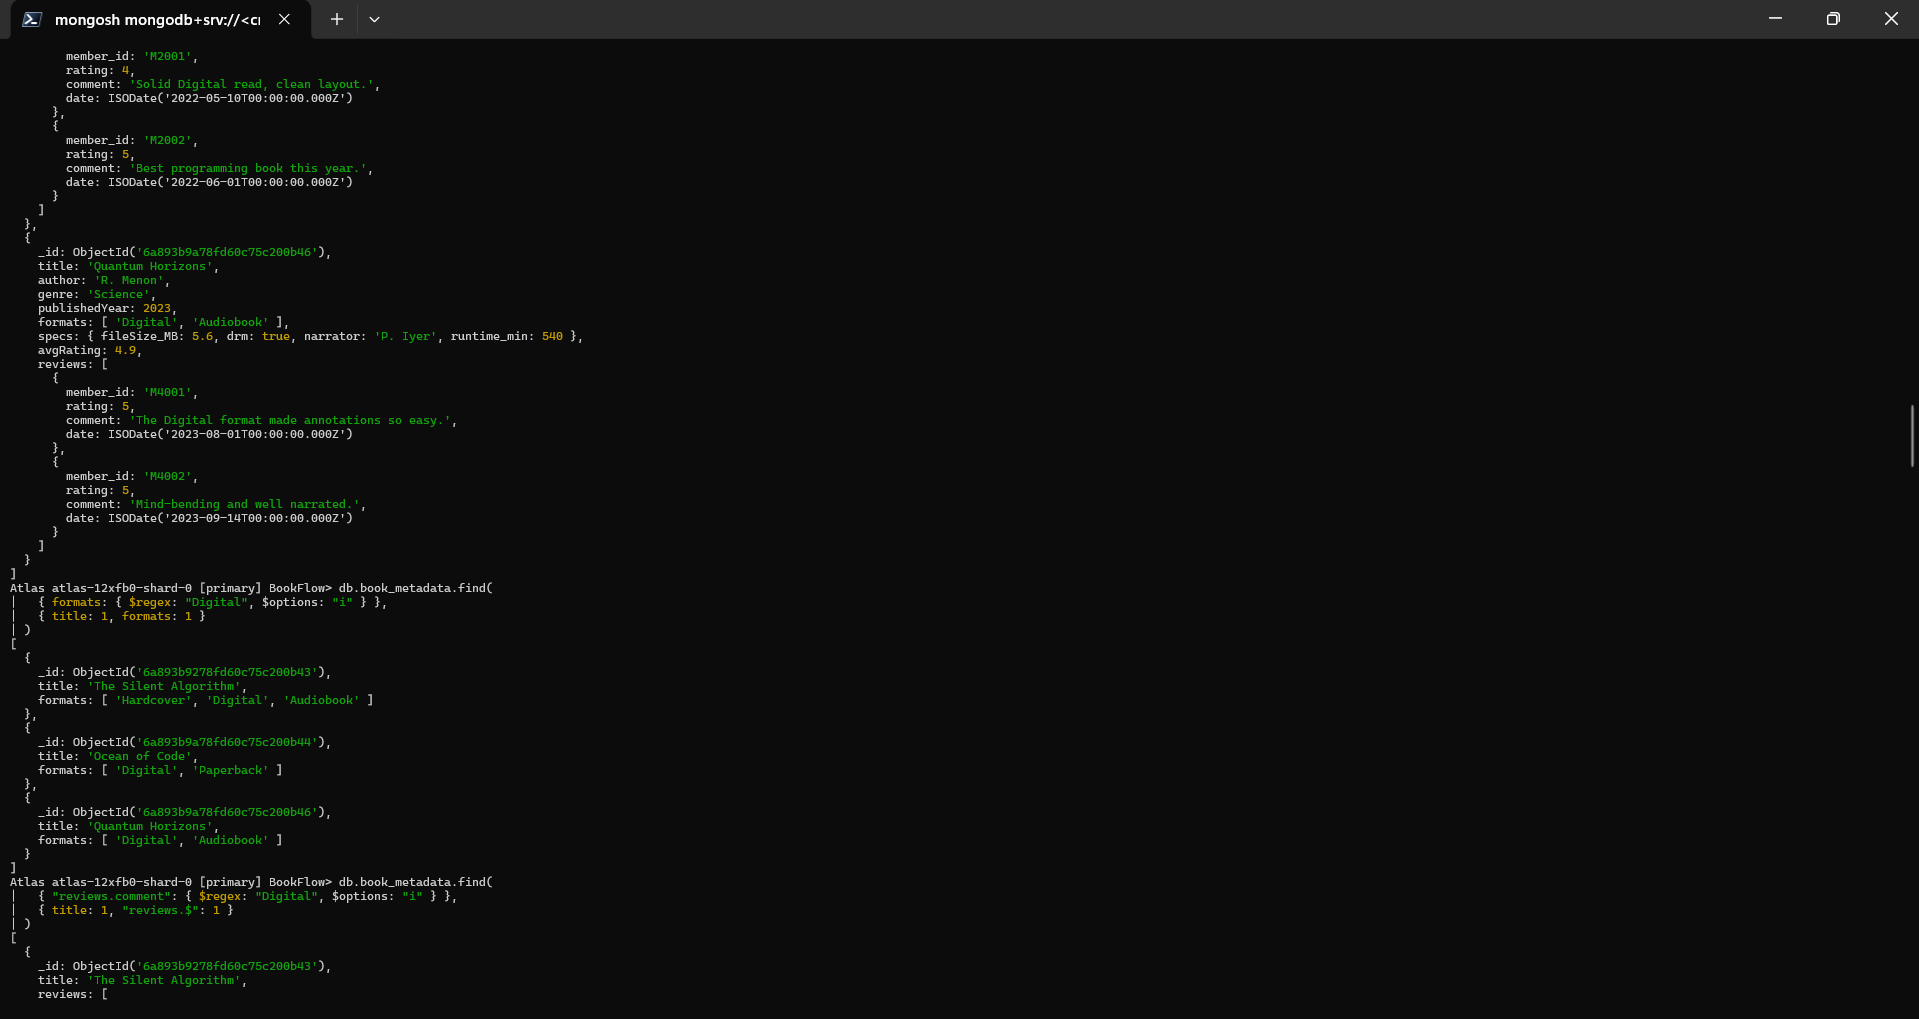 mongosh mongodb+srv://<cr
member_id: 'M2001',
rating: 4,
comment: 'Solid Digital read, clean layout.',
date: ISODate('2022-05-10T00:00:00.000Z')
},
{
member_id: 'M2002',
rating: 5,
comment: 'Best programming book this year.',
date: ISODate('2022-06-01T00:00:00.000Z')
}
]
},
{
_id: ObjectId('6a893b9a78fd60c75c200b46'),
title: 'Quantum Horizons',
author: 'R. Menon',
genre: 'Science',
publishedYear: 2023,
formats: [ 'Digital', 'Audiobook' ],
specs: { fileSize_MB: 5.6, drm: true, narrator: 'P. Iyer', runtime_min: 540 },
avgRating: 4.9,
reviews: [
{
member_id: 'M4001',
rating: 5,
comment: 'The Digital format made annotations so easy.',
date: ISODate('2023-08-01T00:00:00.000Z')
},
{
member_id: 'M4002',
rating: 5,
comment: 'Mind-bending and well narrated.',
date: ISODate('2023-09-14T00:00:00.000Z')
}
]
}
]
Atlas atlas-12xfb0-shard-0 [primary] BookFlow> db.book_metadata.find(
| { formats: { $regex: "Digital", $options: "i" } },
| { title: 1, formats: 1 }
| )
[
{
_id: ObjectId('6a893b9278fd60c75c200b43'),
title: 'The Silent Algorithm',
formats: [ 'Hardcover', 'Digital', 'Audiobook' ]
},
{
_id: ObjectId('6a893b9a78fd60c75c200b44'),
title: 'Ocean of Code',
formats: [ 'Digital', 'Paperback' ]
},
{
_id: ObjectId('6a893b9a78fd60c75c200b46'),
title: 'Quantum Horizons',
formats: [ 'Digital', 'Audiobook' ]
}
]
Atlas atlas-12xfb0-shard-0 [primary] BookFlow> db.book_metadata.find(
| { "reviews.comment": { $regex: "Digital", $options: "i" } },
| { title: 1, "reviews.$": 1 }
| )
[
{
_id: ObjectId('6a893b9278fd60c75c200b43'),
title: 'The Silent Algorithm',
reviews: [